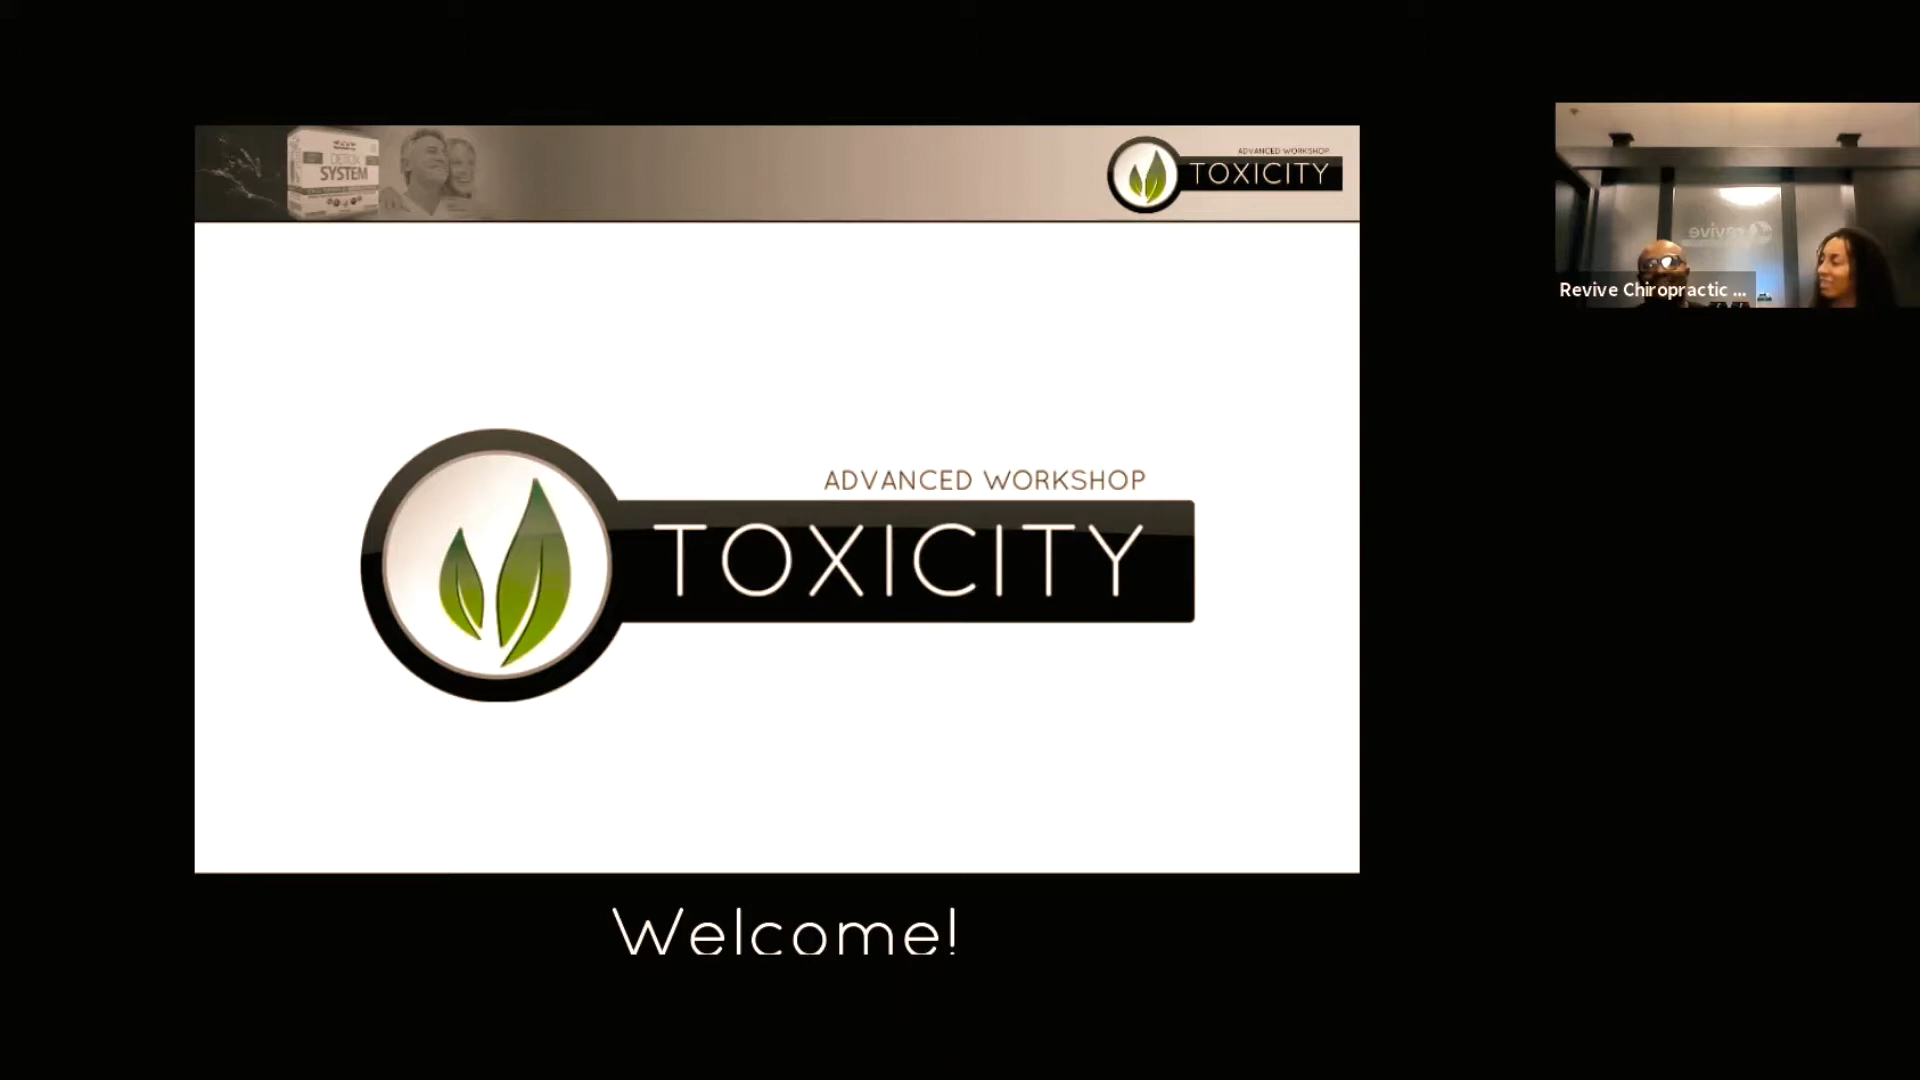 DETOX
SYSTEM
ADVANCED WORKSHOP
TOXICITY
ADVANCED WORKSHOP
TOXICITY
Welcome!
revive
Revive Chiropractic ...